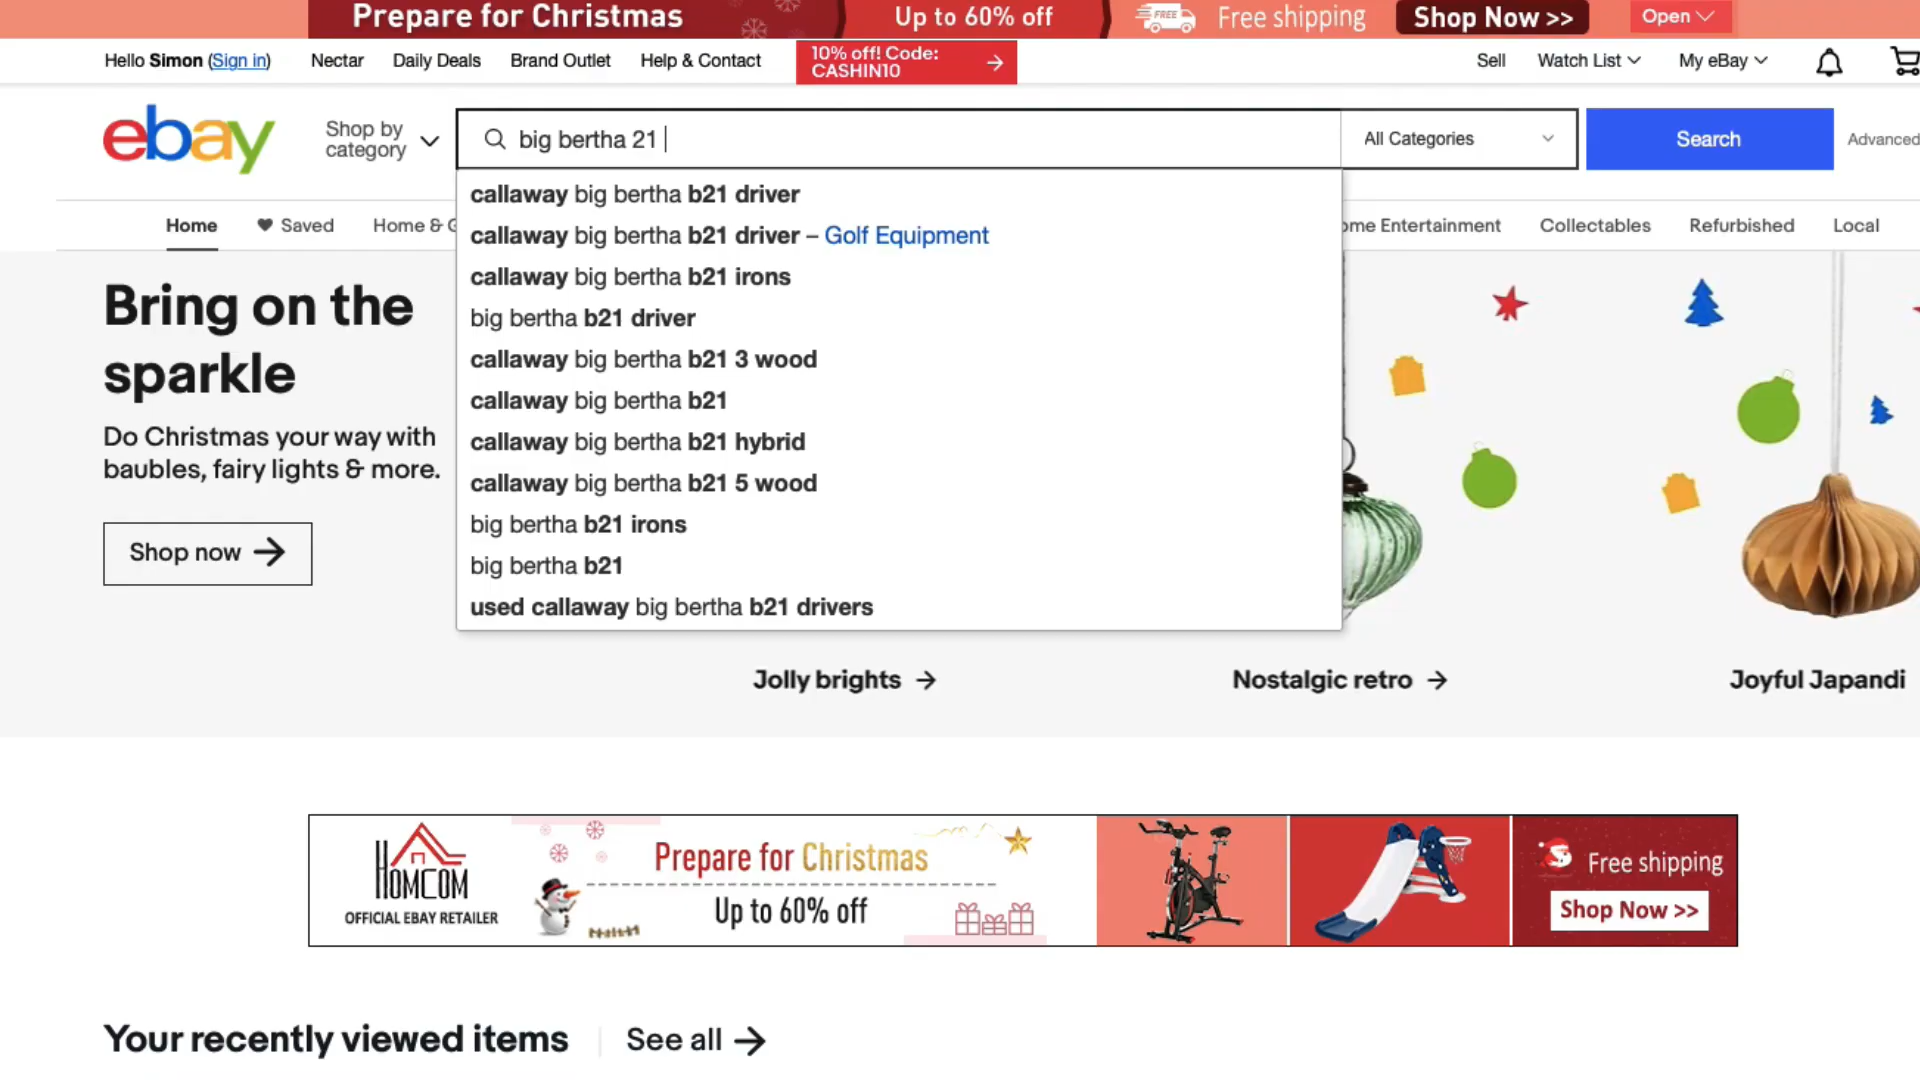 Prepare for Christmas
Up to 60% off
FREE
Free shipping
Shop Now >>
Open
Hello Simon (Sign in)
Nectar
Daily Deals
Brand Outlet
Help & Contact
10% off! Code:
CASHIN10
Sell
Watch List
My eBay
ebay
Shop by
category
big bertha 21
All Categories
Search
Advanced
callaway big bertha b21 driver
callaway big bertha b21 driver – Golf Equipment
callaway big bertha b21 irons
big bertha b21 driver
callaway big bertha b21 3 wood
callaway big bertha b21
callaway big bertha b21 hybrid
callaway big bertha b21 5 wood
big bertha b21 irons
big bertha b21
used callaway big bertha b21 drivers
Home
Saved
Home & G
ome Entertainment
Collectables
Refurbished
Local
Bring on the
sparkle
Do Christmas your way with
baubles, fairy lights & more.
Shop now
Jolly brights
Nostalgic retro
Joyful Japandi
HOMCOM
OFFICIAL EBAY RETAILER
Prepare for Christmas
Up to 60% off
Free shipping
Shop Now >>
Your recently viewed items
See all